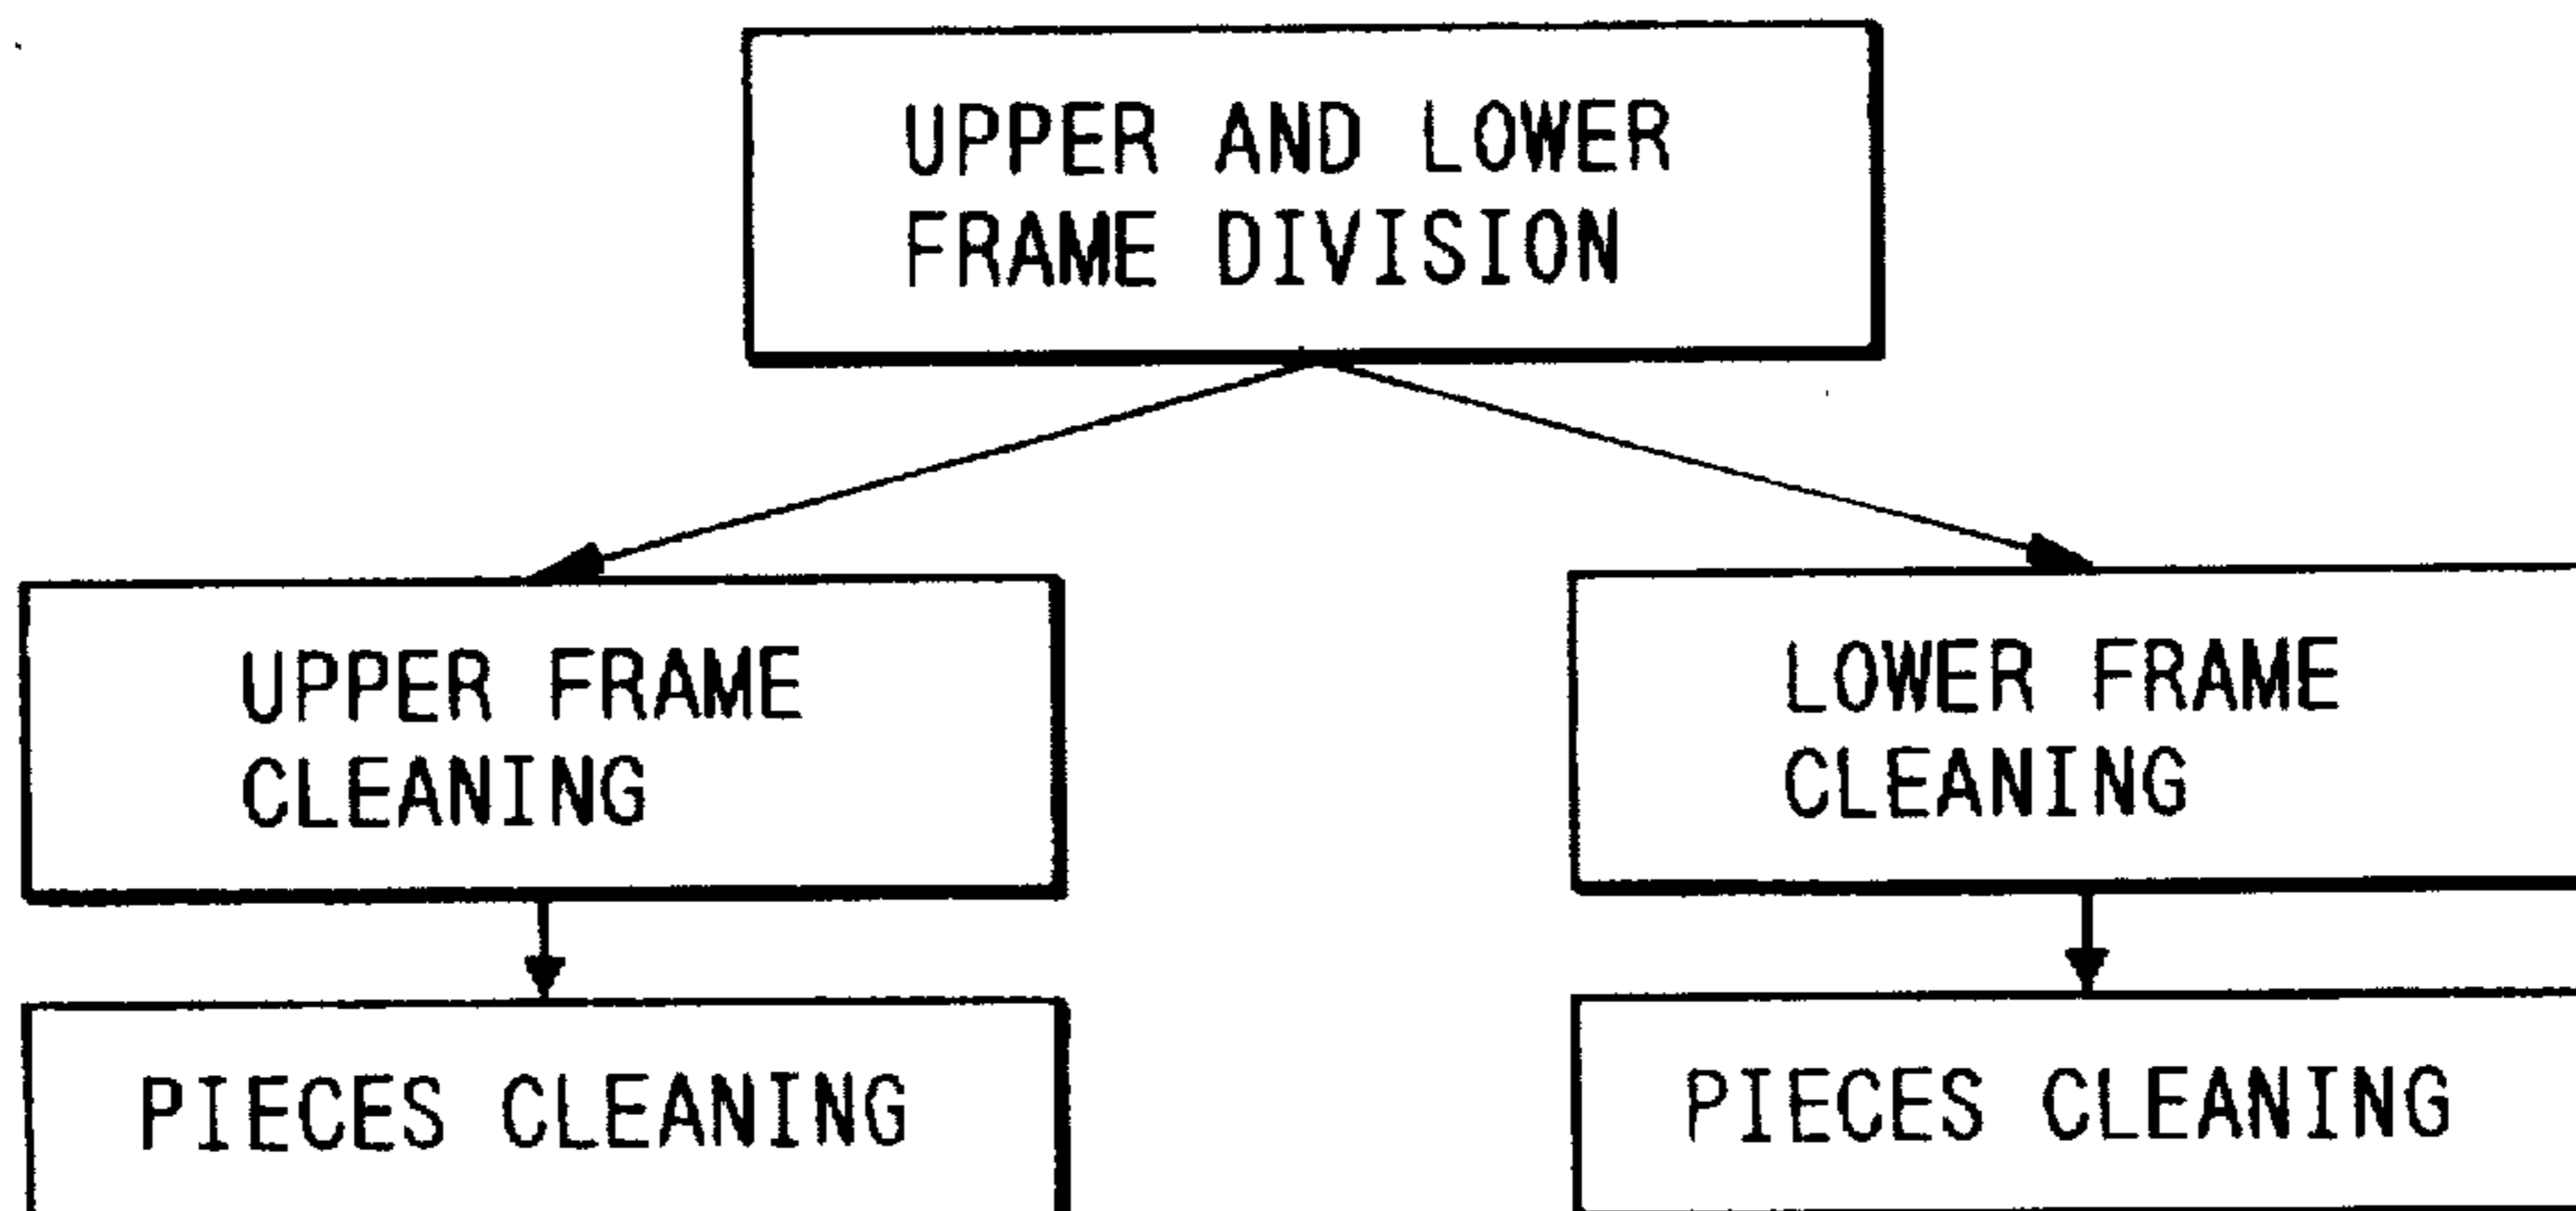 UPPER AND LOWER
FRAME DIVISION
UPPER FRAME
CLEANING
LOWER FRAME
CLEANING
PIECES CLEANING
PIECES CLEANING